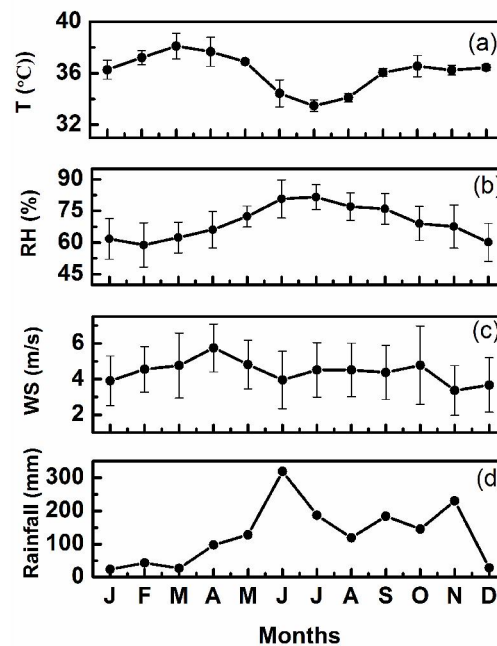 (a)
T (°C))
40
36
32
(b)
RH (%)
90
75
60
45
(c)
WS (m/s)
6
4
2
(d)
Rainfall (mm)
300
200
100
0
J F M A M J J A S O N D
Months